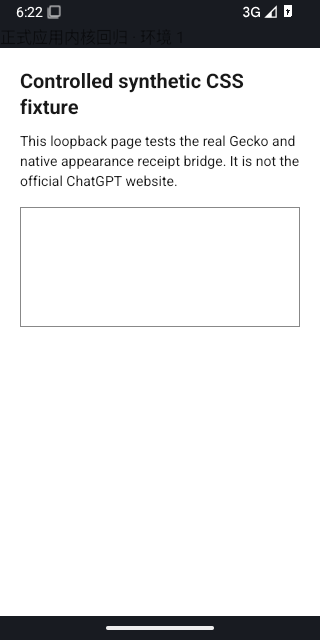 6:22
3G
正式应用内核回归 · 环境 1
Controlled synthetic CSS
fixture
This loopback page tests the real Gecko and
native appearance receipt bridge. It is not the
official ChatGPT website.